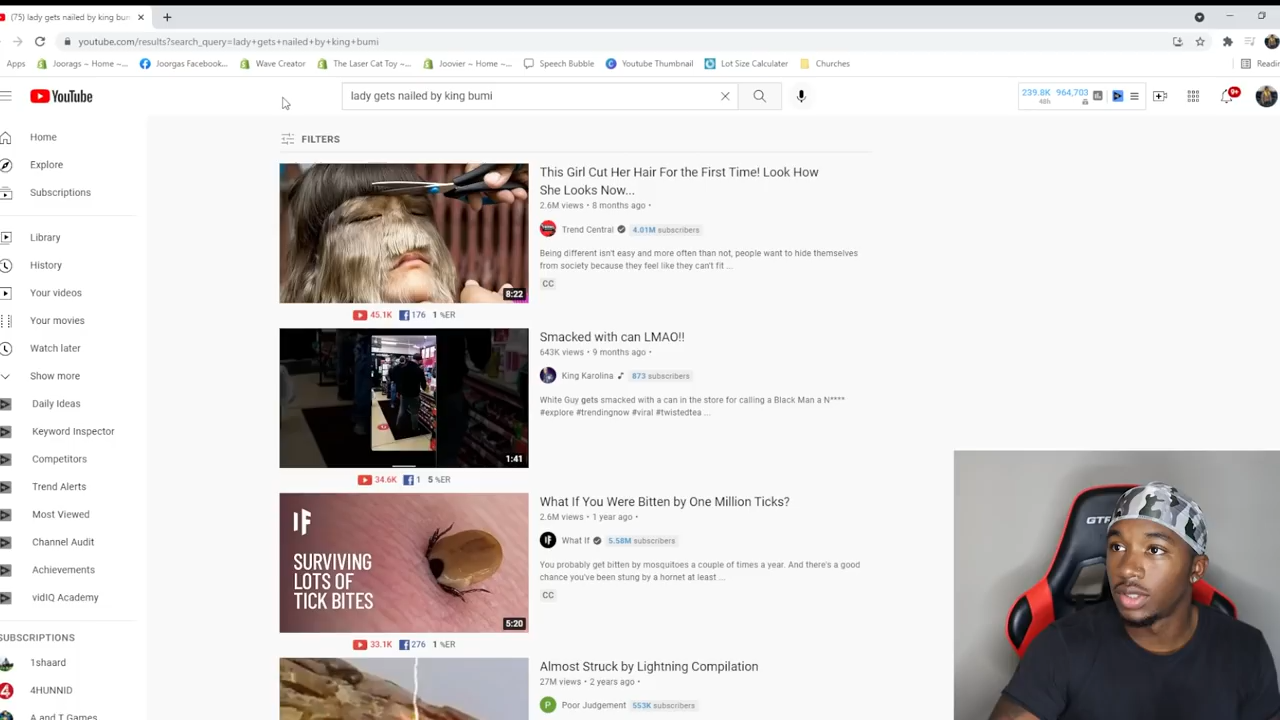 (75) lady gets nailed by king bum
youtube.com/results?search_query=lady+gets+nailed+by+king+bumi
Apps
Joorags ~ Home ~...
Joorgas Facebook...
Wave Creator
The Laser Cat Toy ~...
Joovier ~ Home ~...
Speech Bubble
Youtube Thumbnail
Lot Size Calculater
Churches
Readin
YouTube
lady gets nailed by king bumi
239.8K 964,703
48h
9+
Home
Explore
Subscriptions
Library
History
Your videos
Your movies
Watch later
Show more
Daily Ideas
Keyword Inspector
Competitors
Trend Alerts
Most Viewed
Channel Audit
Achievements
vidIQ Academy
SUBSCRIPTIONS
1shaard
4HUNNID
A and T Games
FILTERS
8:22
This Girl Cut Her Hair For the First Time! Look How
She Looks Now...
2.6M views • 8 months ago •
Trend Central 4.01M subscribers
Being different isn't easy and more often than not, people want to hide themselves
from society because they feel like they can't fit ...
CC
45.1K 176 1 %ER
1:41
Smacked with can LMAO!!
643K views • 9 months ago •
King Karolina 873 subscribers
White Guy gets smacked with a can in the store for calling a Black Man a N****
#explore #trendingnow #viral #twistedtea ...
34.6K 1 5 %ER
IF
SURVIVING
LOTS OF
TICK BITES
5:20
What If You Were Bitten by One Million Ticks?
2.6M views • 1 year ago •
IF What If 5.58M subscribers
You probably get bitten by mosquitoes a couple of times a year. And there's a good
chance you've been stung by a hornet at least ...
CC
33.1K 276 1 %ER
Almost Struck by Lightning Compilation
27M views • 2 years ago •
P Poor Judgement 553K subscribers
GTR